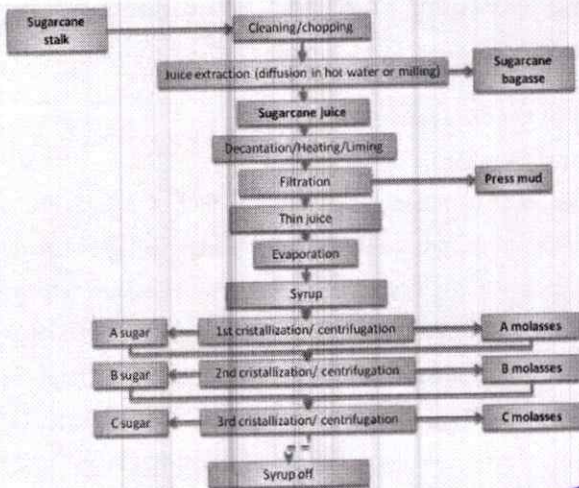 Sugarcane
stalk
Cleaning/chopping
Juice extraction (diffusion in hot water or milling)
Sugarcane
bagasse
Sugarcane juice
Decantation/Heating/Liming
Filtration
Press mud
Thin juice
Evaporation
Syrup
A sugar
1st cristallization/ centrifugation
A molasses
B sugar
2nd cristallization/ centrifugation
B molasses
C sugar
3rd cristallization/ centrifugation
C molasses
Syrup off